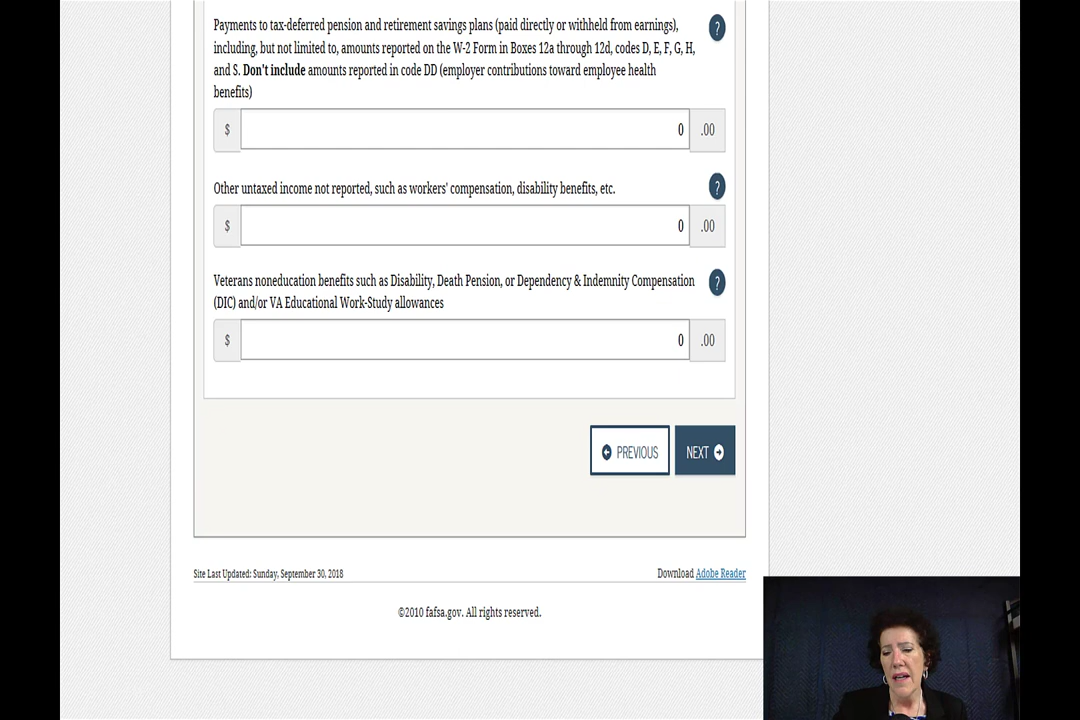 Payments to tax-deferred pension and retirement savings plans (paid directly or withheld from earnings),
including, but not limited to, amounts reported on the W-2 Form in Boxes 12a through 12d, codes D, E, F, G, H,
and S. Don't include amounts reported in code DD (employer contributions toward employee health
benefits)
?
$ 0 .00
Other untaxed income not reported, such as workers' compensation, disability benefits, etc.
?
$ 0 .00
Veterans noneducation benefits such as Disability, Death Pension, or Dependency & Indemnity Compensation
(DIC) and/or VA Educational Work-Study allowances
?
$ 0 .00
PREVIOUS NEXT
Site Last Updated: Sunday, September 30, 2018 Download Adobe Reader
©2010 fafsa.gov. All rights reserved.